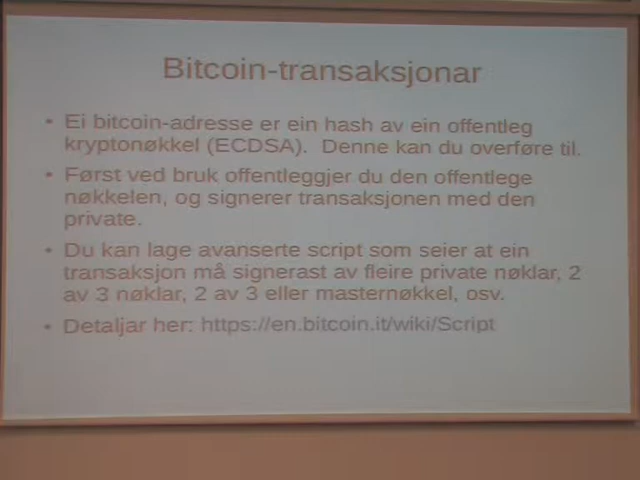 Bitcoin-transaksjonar
• Ei bitcoin-adresse er ein hash av ein offentleg
kryptonøkkel (ECDSA).  Denne kan du overføre til.
• Først ved bruk offentleggjer du den offentlege
nøkkelen, og signerer transaksjonen med den
private.
• Du kan lage avanserte script som seier at ein
transaksjon må signerast av fleire private nøklar, 2
av 3 nøklar, 2 av 3 eller masternøkkel, osv.
• Detaljar her: https://en.bitcoin.it/wiki/Script